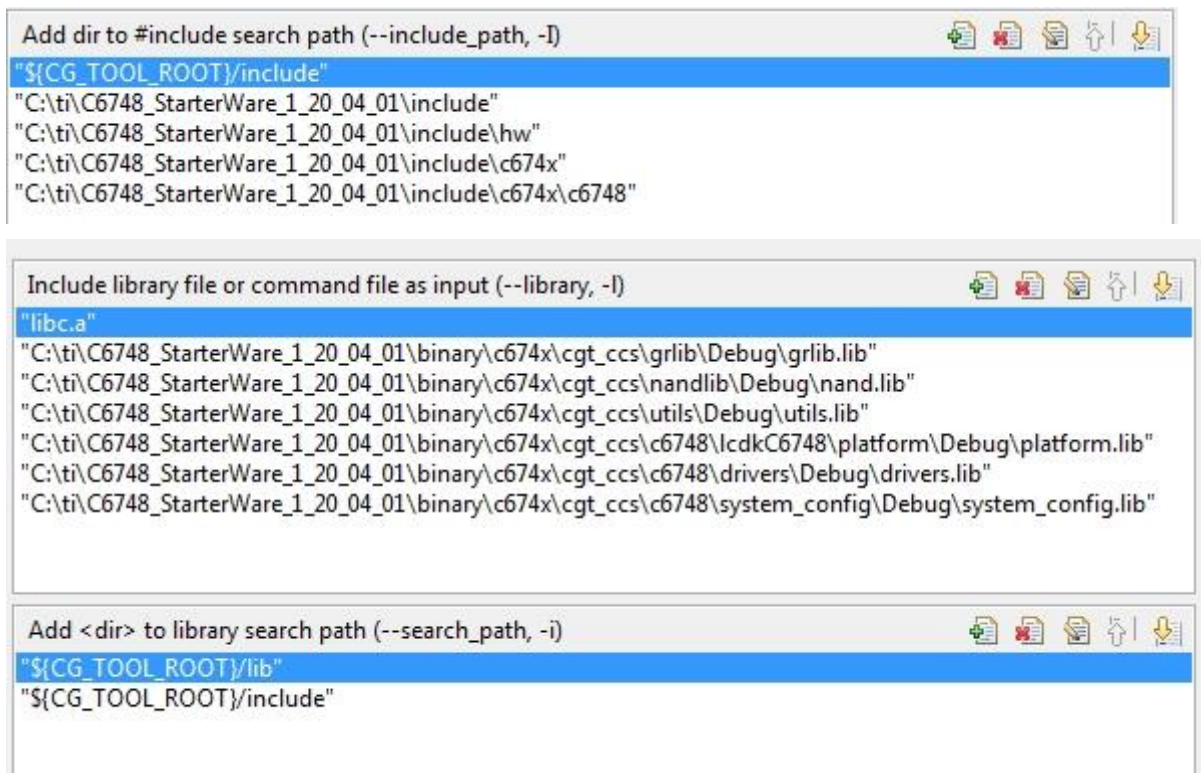 Add dir to #include search path (--include_path, -I)
"${CG_TOOL_ROOT}/include"
"C:\ti\C6748_StarterWare_1_20_04_01\include"
"C:\ti\C6748_StarterWare_1_20_04_01\include\hw"
"C:\ti\C6748_StarterWare_1_20_04_01\include\c674x"
"C:\ti\C6748_StarterWare_1_20_04_01\include\c674x\c6748"
Include library file or command file as input (--library, -l)
"libc.a"
"C:\ti\C6748_StarterWare_1_20_04_01\binary\c674x\cgt_ccs\grlib\Debug\grlib.lib"
"C:\ti\C6748_StarterWare_1_20_04_01\binary\c674x\cgt_ccs\nandlib\Debug\nand.lib"
"C:\ti\C6748_StarterWare_1_20_04_01\binary\c674x\cgt_ccs\utils\Debug\utils.lib"
"C:\ti\C6748_StarterWare_1_20_04_01\binary\c674x\cgt_ccs\c6748\lcdkC6748\platform\Debug\platform.lib"
"C:\ti\C6748_StarterWare_1_20_04_01\binary\c674x\cgt_ccs\c6748\drivers\Debug\drivers.lib"
"C:\ti\C6748_StarterWare_1_20_04_01\binary\c674x\cgt_ccs\c6748\system_config\Debug\system_config.lib"
Add <dir> to library search path (--search_path, -i)
"${CG_TOOL_ROOT}/lib"
"${CG_TOOL_ROOT}/include"